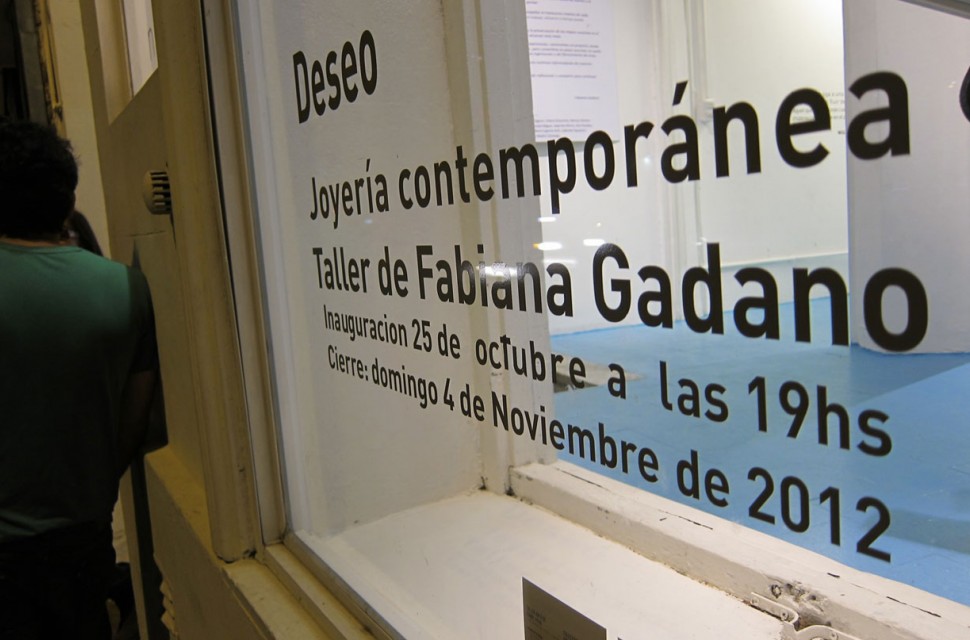 Deseo
Joyería contemporánea
Taller de Fabiana Gadano
Inauguracion 25 de octubre a las 19hs
Cierre: domingo 4 de Noviembre de 2012